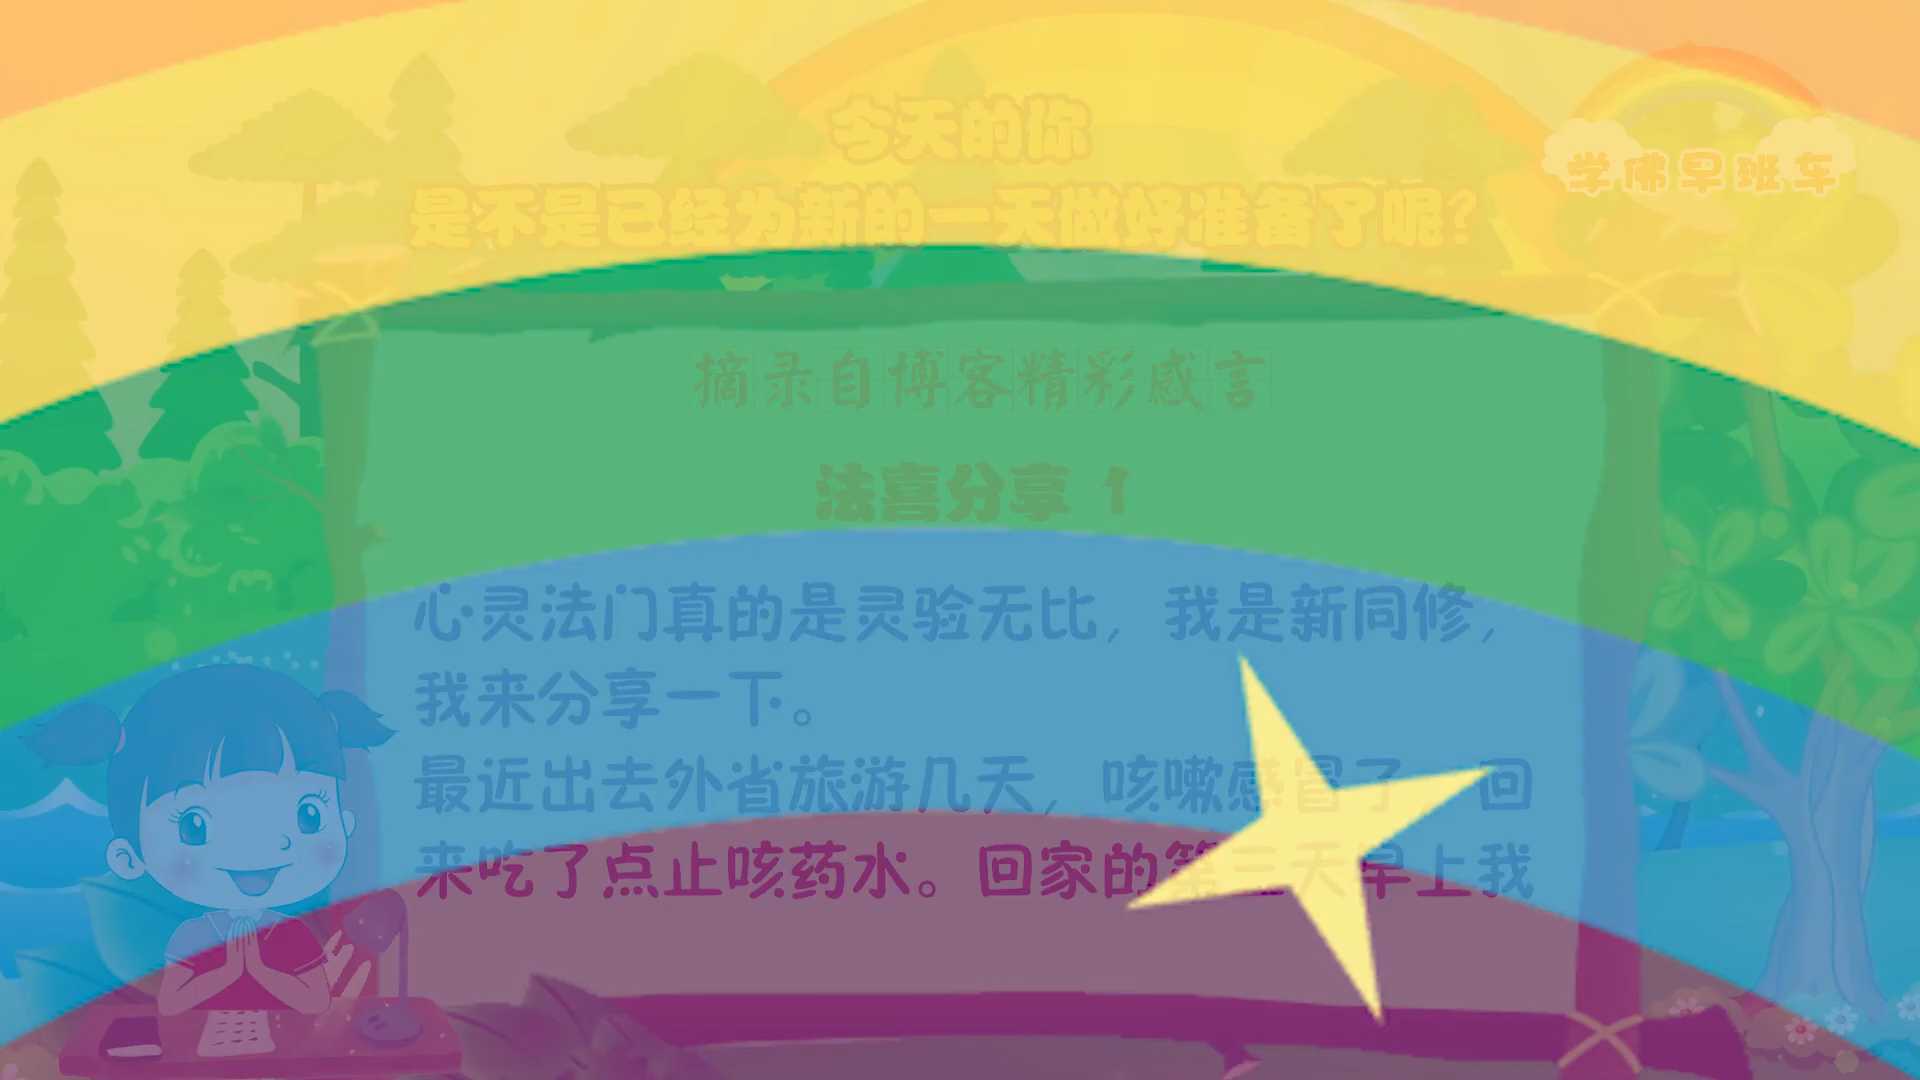 今天的你
学佛早班车
是不是已经为新的一天做好准备了呢?
摘录自博客精彩感言
法喜分享 1
心灵法门真的是灵验无比，我是新同修，
我来分享一下。
最近出去外省旅游几天，咳嗽感冒了，回
来吃了点止咳药水。回家的第三天早上我